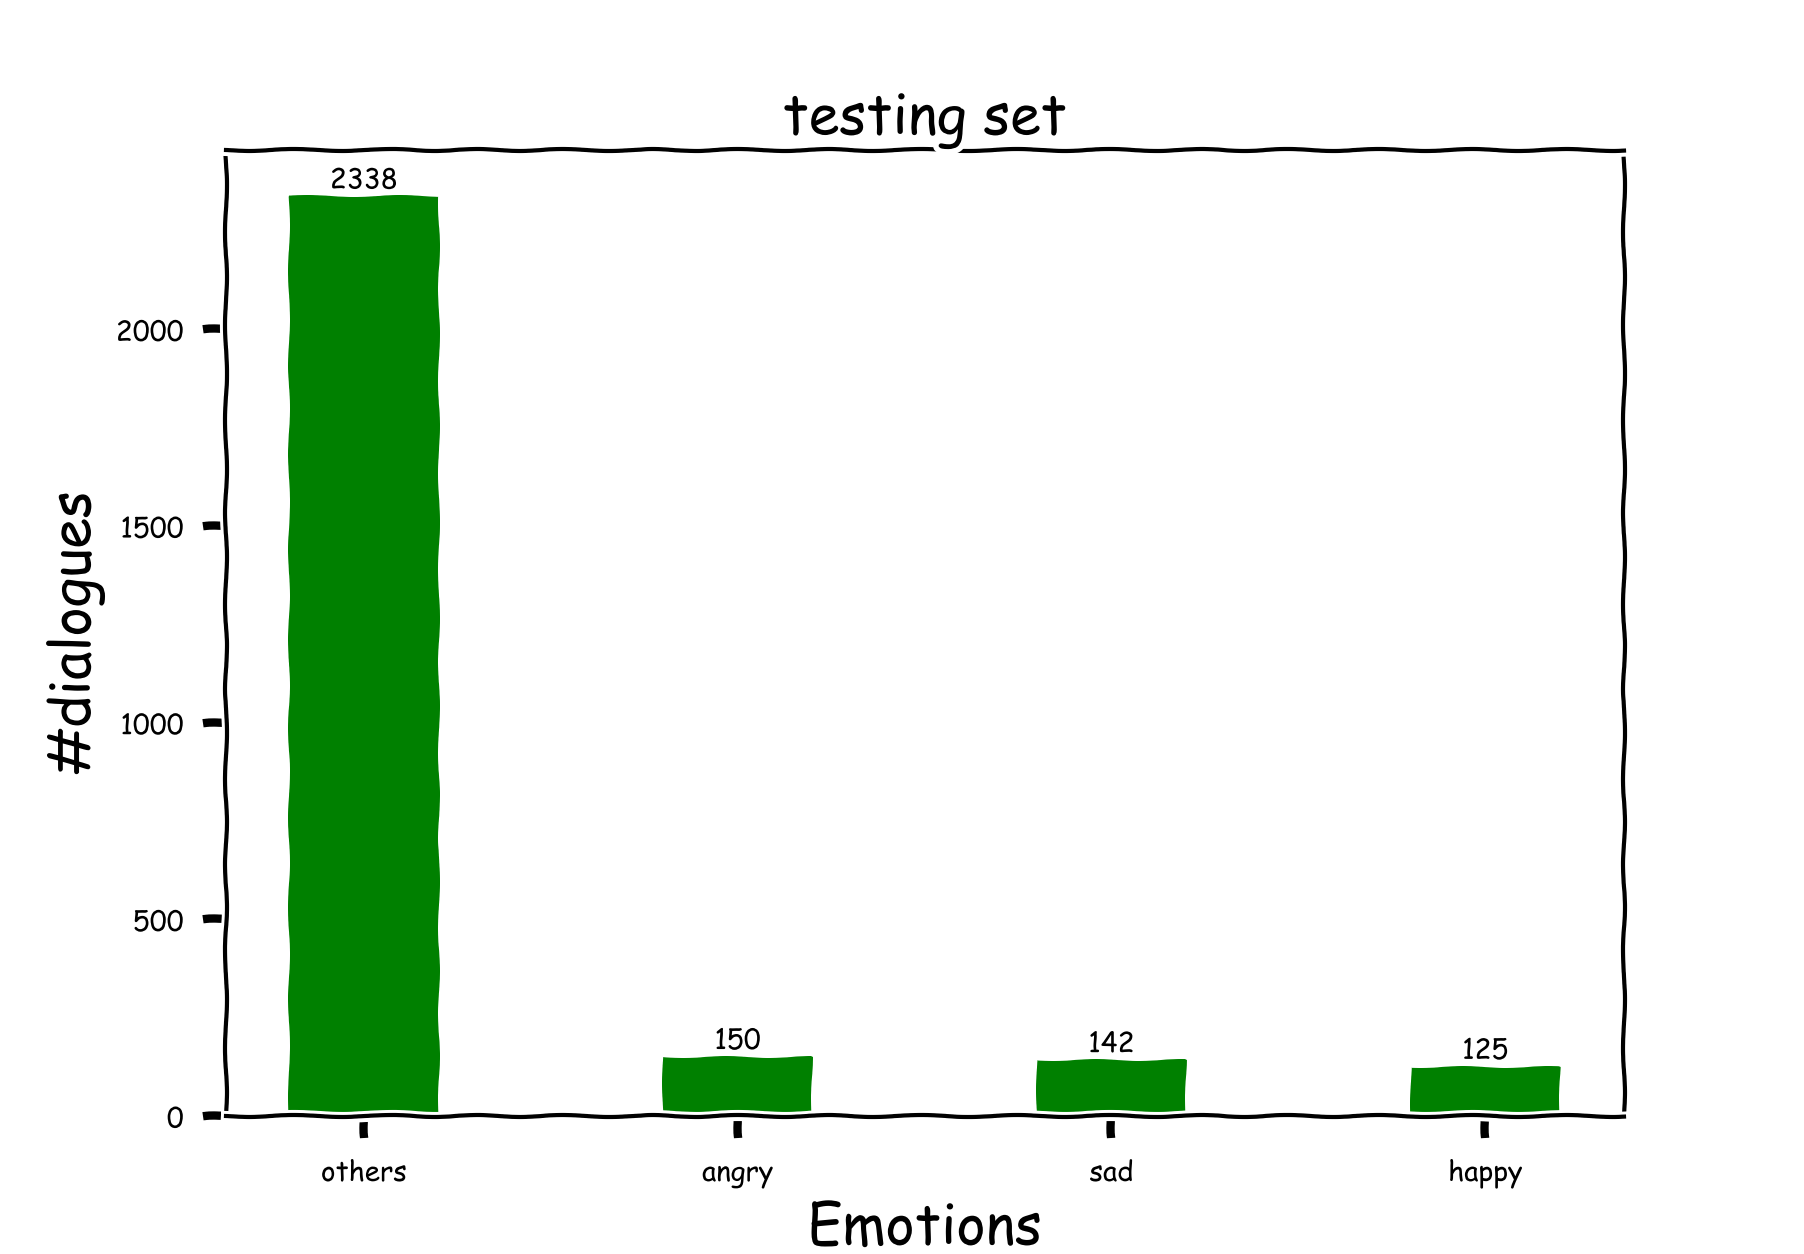 testing set
2338
2000
1500
1000
500
0
#dialogues
150
142
125
others
angry
sad
happy
Emotions